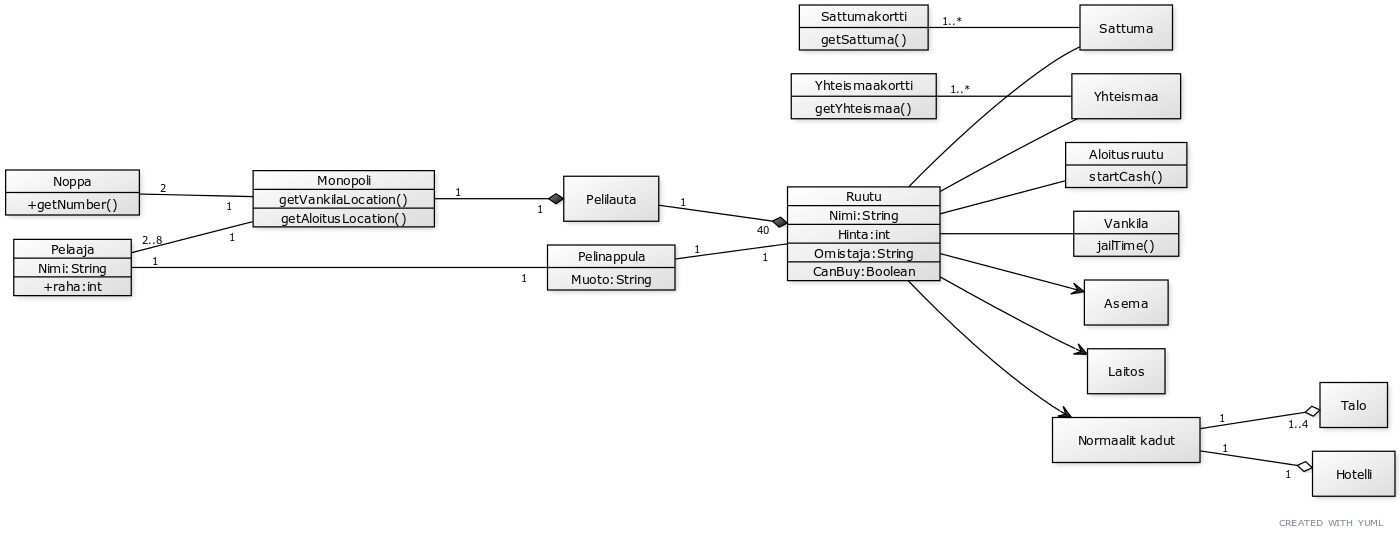 Sattumakortti
getSattuma()
1..*
Sattuma
Yhteismaakortti
getYhteismaa()
1..*
Yhteismaa
Noppa
+getNumber()
2
1
Monopoli
getVankilaLocation()
getAloitusLocation()
1
1
Pelilauta
1
40
Ruutu
Nimi:String
Hinta:int
Omistaja:String
CanBuy:Boolean
Aloitusruutu
startCash()
Vankila
jailTime()
Pelaaja
Nimi:String
+raha:int
2..8
1
1
1
Pelinappula
Muoto:String
1
1
Asema
Laitos
Normaalit kadut
1
1..4
Talo
1
1
Hotelli
CREATED WITH YUML